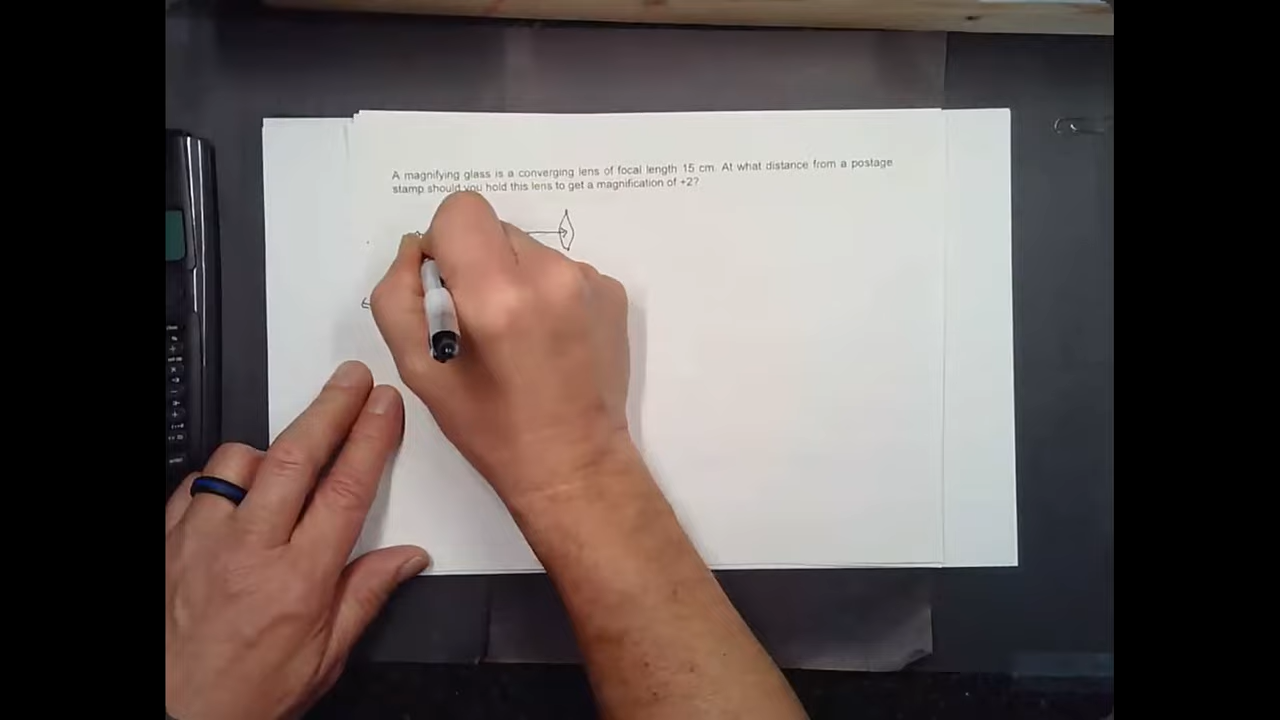 A magnifying glass is a converging lens of focal length 15 cm. At what distance from a postage
stamp should you hold this lens to get a magnification of +2?